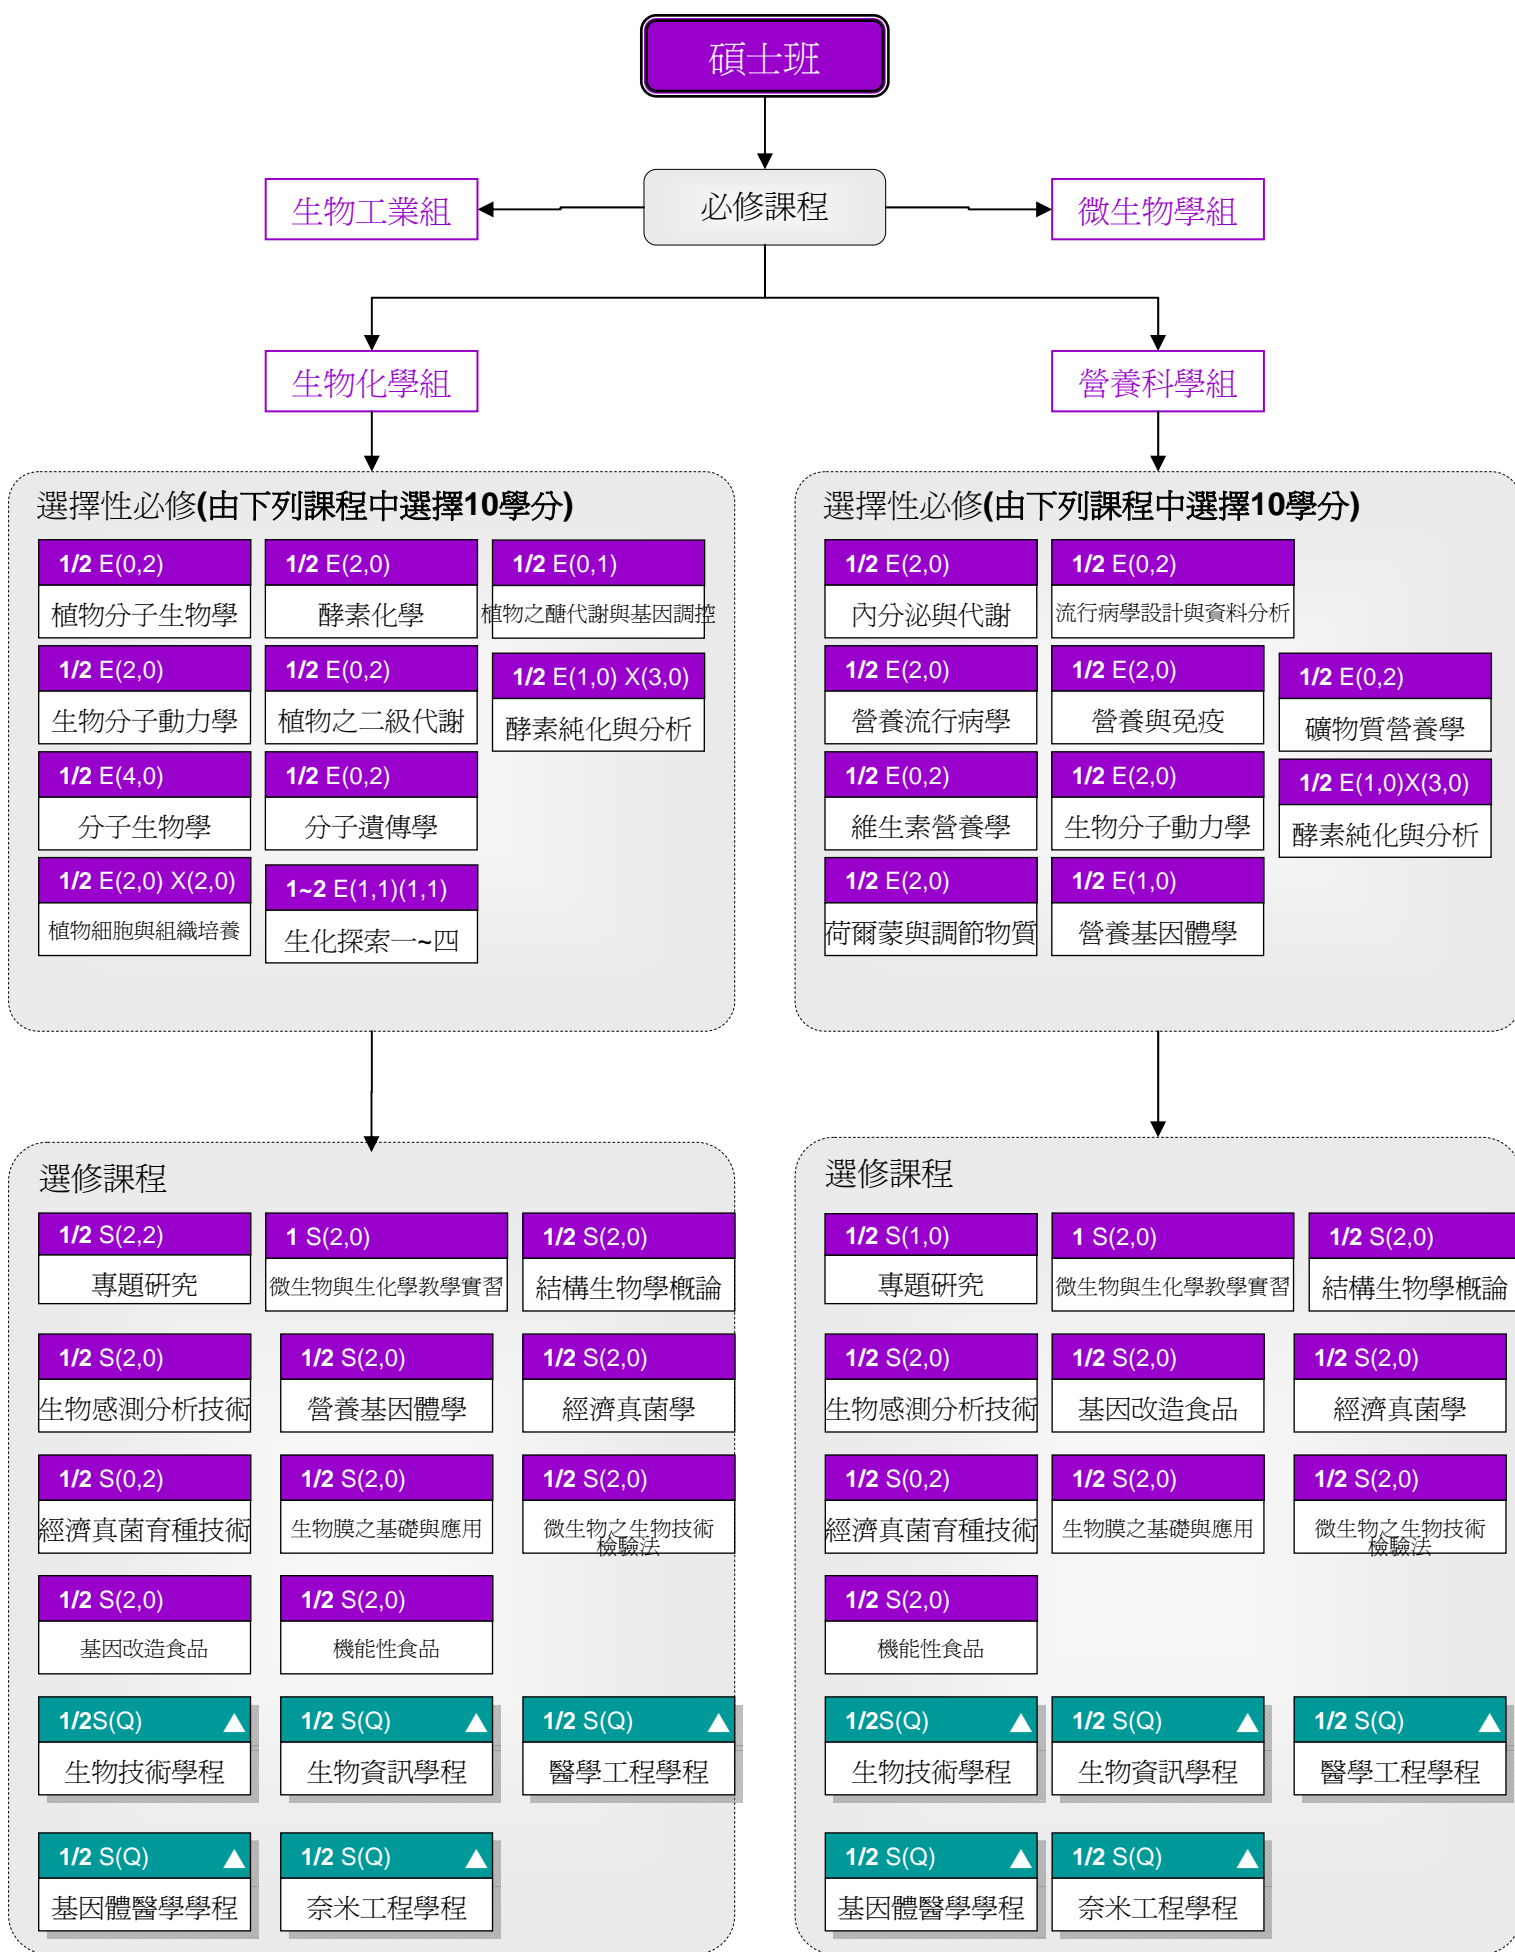 碩士班
生物工業組
必修課程
微生物學組
生物化學組
營養科學組
選擇性必修(由下列課程中選擇10學分)
1/2 E(0,2)
植物分子生物學
1/2 E(2,0)
酵素化學
1/2 E(0,1)
植物之醣代謝與基因調控
1/2 E(2,0)
生物分子動力學
1/2 E(0,2)
植物之二級代謝
1/2 E(1,0) X(3,0)
酵素純化與分析
1/2 E(4,0)
分子生物學
1/2 E(0,2)
分子遺傳學
1/2 E(2,0) X(2,0)
植物細胞與組織培養
1~2 E(1,1)(1,1)
生化探索一~四
選擇性必修(由下列課程中選擇10學分)
1/2 E(2,0)
內分泌與代謝
1/2 E(0,2)
流行病學設計與資料分析
1/2 E(2,0)
營養流行病學
1/2 E(2,0)
營養與免疫
1/2 E(0,2)
礦物質營養學
1/2 E(0,2)
維生素營養學
1/2 E(2,0)
生物分子動力學
1/2 E(1,0)X(3,0)
酵素純化與分析
1/2 E(2,0)
荷爾蒙與調節物質
1/2 E(1,0)
營養基因體學
選修課程
1/2 S(2,2)
專題研究
1 S(2,0)
微生物與生化學教學實習
1/2 S(2,0)
結構生物學概論
1/2 S(2,0)
生物感測分析技術
1/2 S(2,0)
營養基因體學
1/2 S(2,0)
經濟真菌學
1/2 S(0,2)
經濟真菌育種技術
1/2 S(2,0)
生物膜之基礎與應用
1/2 S(2,0)
微生物之生物技術
檢驗法
1/2 S(2,0)
基因改造食品
1/2 S(2,0)
機能性食品
1/2S(Q) ▲
生物技術學程
1/2 S(Q) ▲
生物資訊學程
1/2 S(Q) ▲
醫學工程學程
1/2 S(Q) ▲
基因體醫學學程
1/2 S(Q) ▲
奈米工程學程
選修課程
1/2 S(1,0)
專題研究
1 S(2,0)
微生物與生化學教學實習
1/2 S(2,0)
結構生物學概論
1/2 S(2,0)
生物感測分析技術
1/2 S(2,0)
基因改造食品
1/2 S(2,0)
經濟真菌學
1/2 S(0,2)
經濟真菌育種技術
1/2 S(2,0)
生物膜之基礎與應用
1/2 S(2,0)
微生物之生物技術
檢驗法
1/2 S(2,0)
機能性食品
1/2S(Q) ▲
生物技術學程
1/2 S(Q) ▲
生物資訊學程
1/2 S(Q) ▲
醫學工程學程
1/2 S(Q) ▲
基因體醫學學程
1/2 S(Q) ▲
奈米工程學程